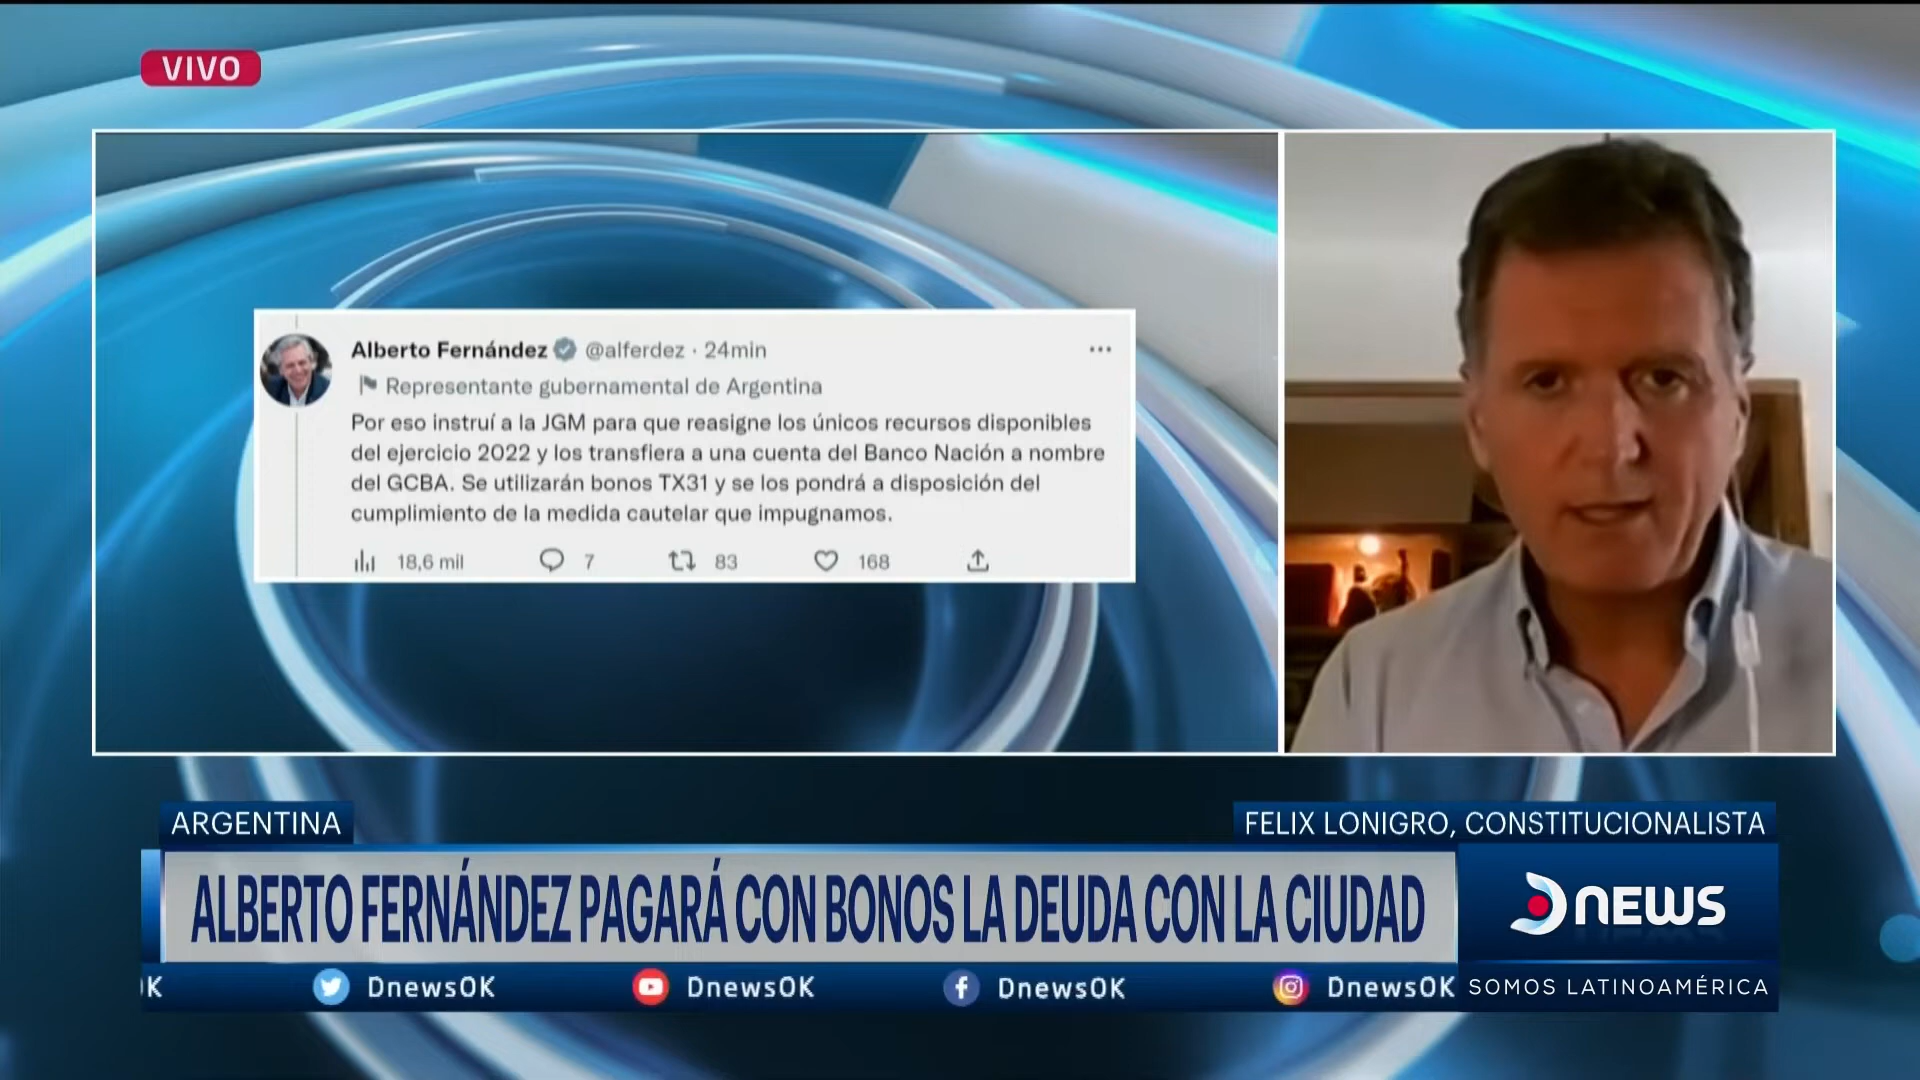 VIVO
Alberto Fernández @alferdez · 24min
Representante gubernamental de Argentina
Por eso instruí a la JGM para que reasigne los únicos recursos disponibles
del ejercicio 2022 y los transfiera a una cuenta del Banco Nación a nombre
del GCBA. Se utilizarán bonos TX31 y se los pondrá a disposición del
cumplimiento de la medida cautelar que impugnamos.
18,6 mil 7 83 168
ARGENTINA
FELIX LONIGRO, CONSTITUCIONALISTA
ALBERTO FERNÁNDEZ PAGARÁ CON BONOS LA DEUDA CON LA CIUDAD
DNEWS
OK DnewsOK DnewsOK DnewsOK DnewsOK
SOMOS LATINOAMÉRICA